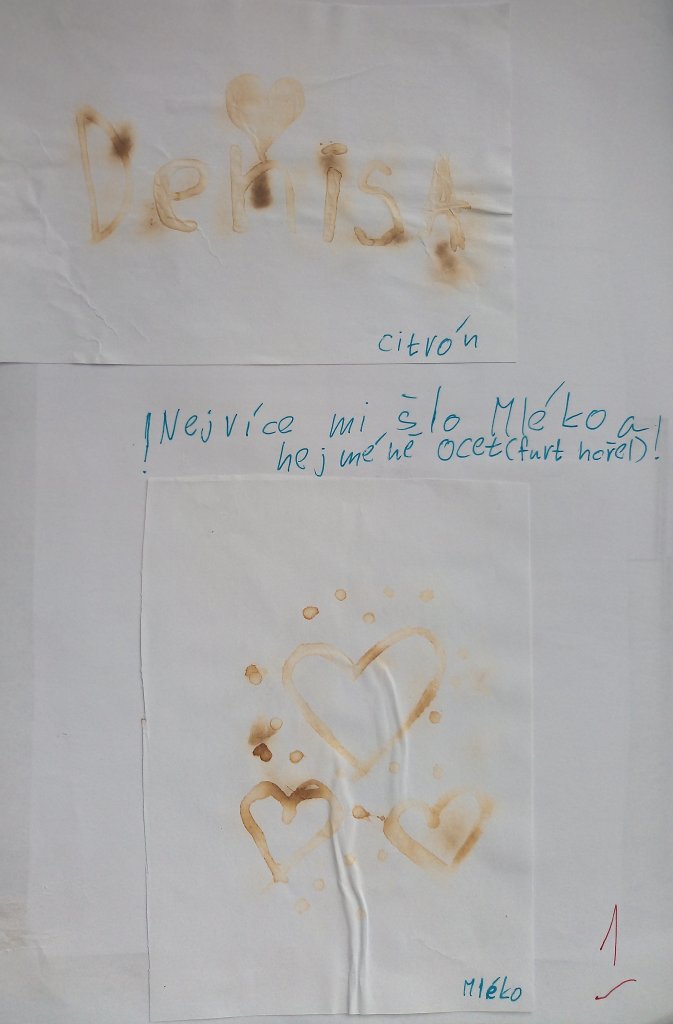 DenisA
citrón
!Nejvíce mi šlo Mléko a
nejméně ocet (furt hořel)!
Mléko
1